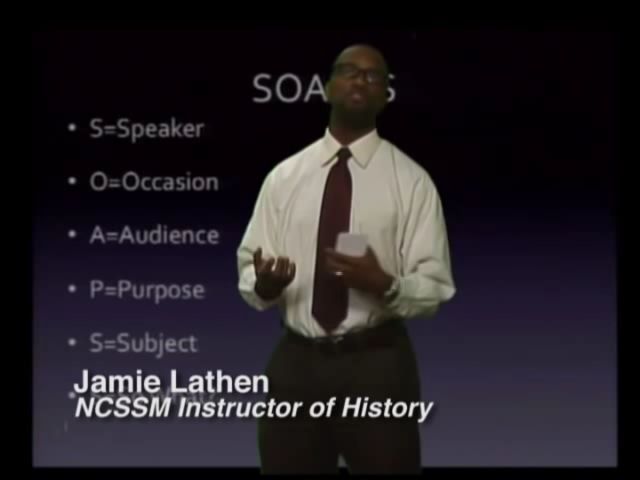 SOA S
S=Speaker
O=Occasion
A=Audience
P=Purpose
S=Subject
Jamie Lathen
NCSSM Instructor of History